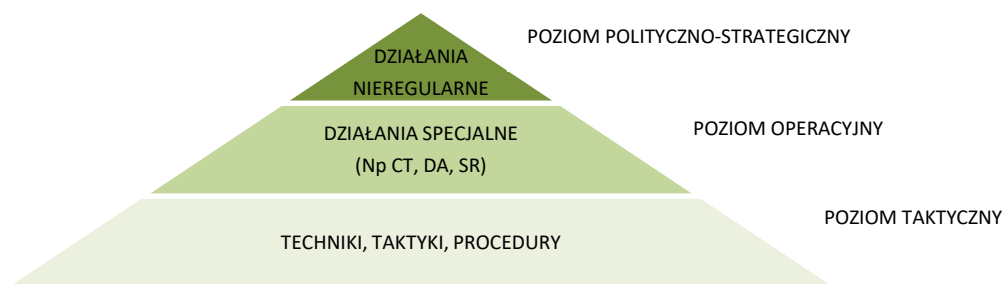 DZIAŁANIA
NIEREGULARNE
POZIOM POLITYCZNO-STRATEGICZNY
DZIAŁANIA SPECJALNE
(Np CT, DA, SR)
POZIOM OPERACYJNY
TECHNIKI, TAKTYKI, PROCEDURY
POZIOM TAKTYCZNY